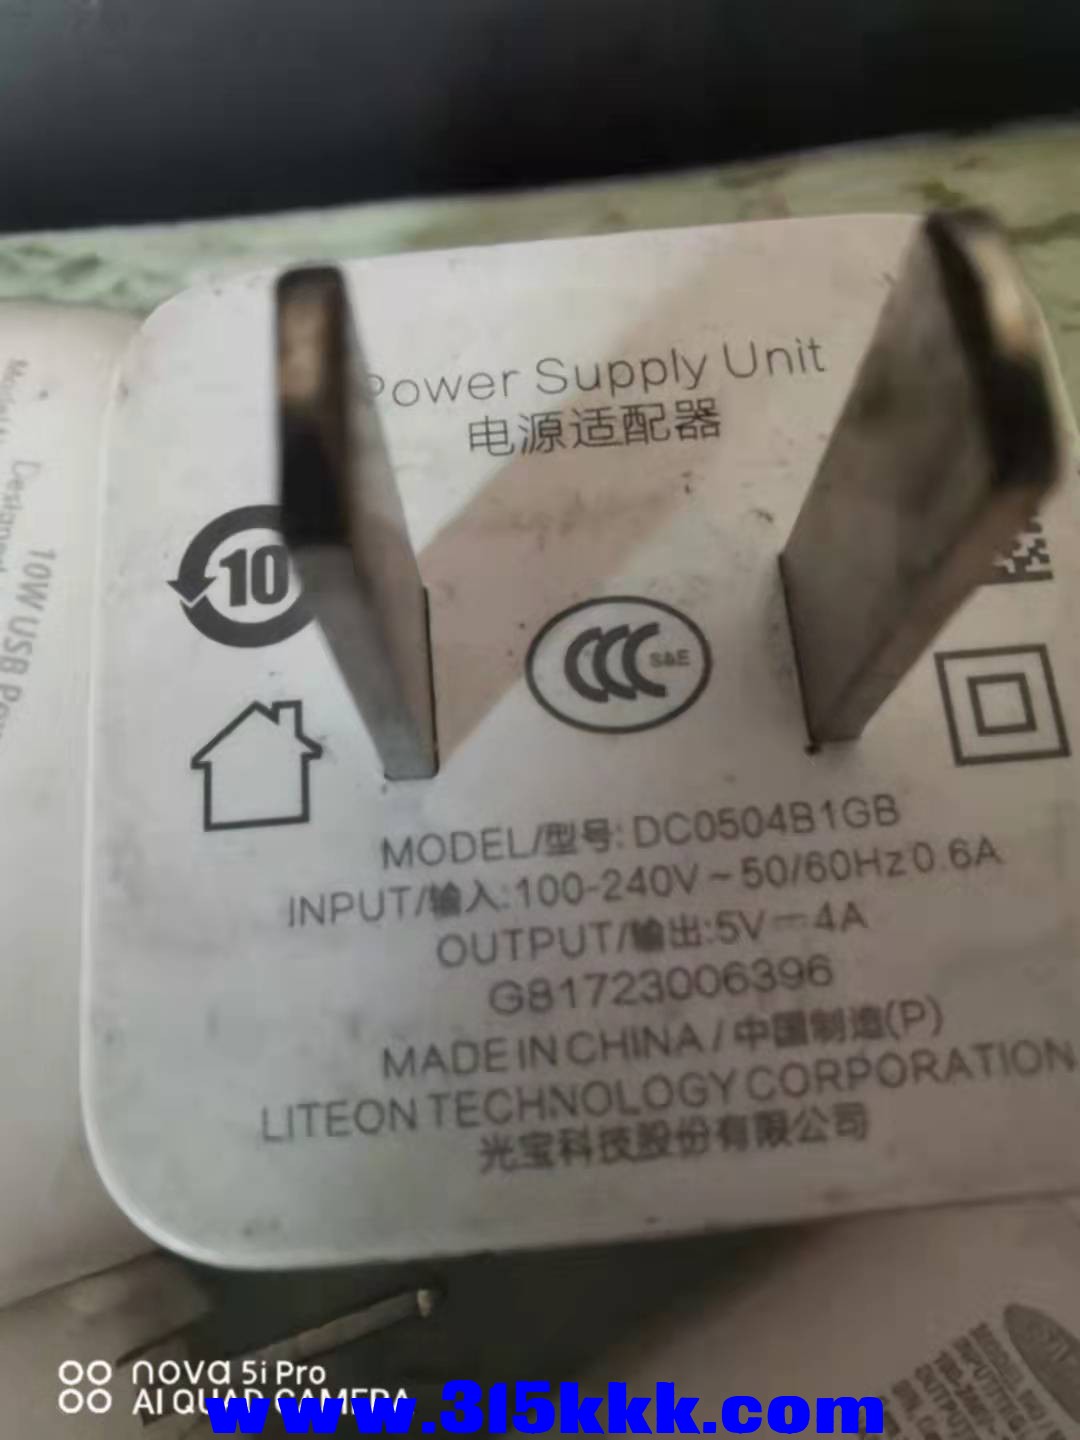 Power Supply Unit
电源适配器
10
CCC S&E
MODEL/型号: DC0504B1GB
INPUT/输入:100-240V ~ 50/60Hz 0.6A
OUTPUT/输出:5V ⎓ 4A
G81723006396
MADE IN CHINA / 中国制造(P)
LITEON TECHNOLOGY CORPORATION
光宝科技股份有限公司
10W USB
Designed
nova 5i Pro
AI QUAD CAMERA
www.315kkk.com